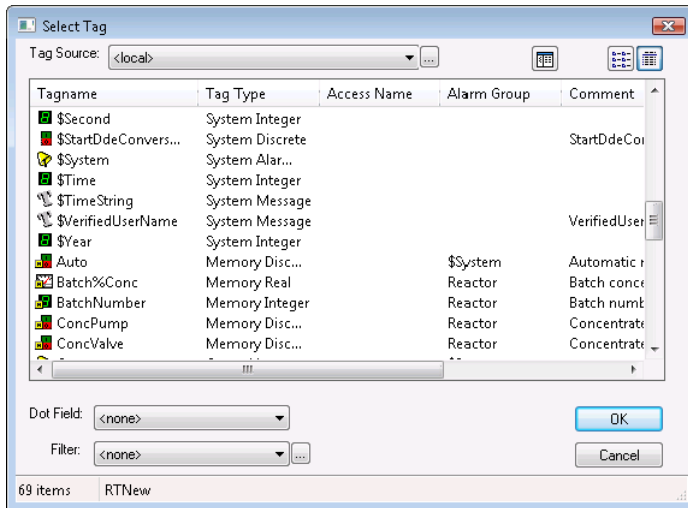 Select Tag
Tag Source: <local> ...
Tagname Tag Type Access Name Alarm Group Comment
$Second System Integer
$StartDdeConvers... System Discrete StartDdeCo
$System System Alar...
$Time System Integer
$TimeString System Message
$VerifiedUserName System Message VerifiedUser
$Year System Integer
Auto Memory Disc... $System Automatic r
Batch%Conc Memory Real Reactor Batch conce
BatchNumber Memory Integer Reactor Batch numb
ConcPump Memory Disc... Reactor Concentrate
ConcValve Memory Disc... Reactor Concentrate
Dot Field: <none> OK
Filter: <none> ... Cancel
69 items RTNew